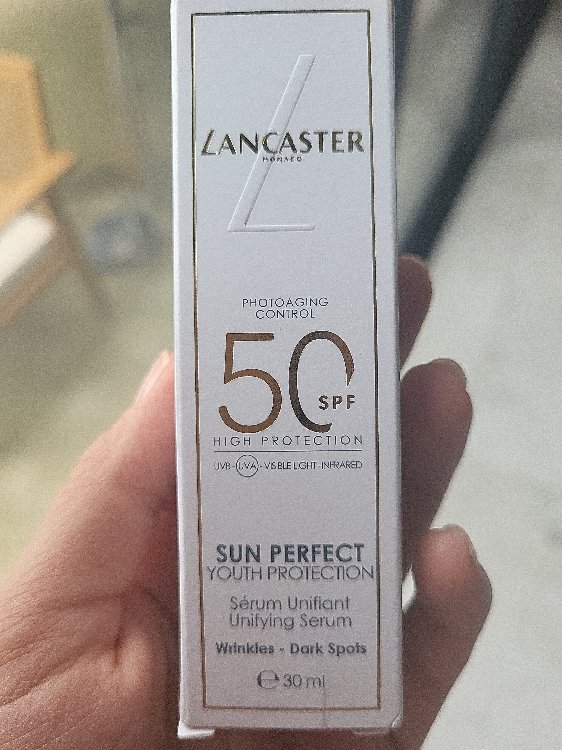 LANCASTER
MONACO
PHOTOAGING
CONTROL
50
SPF
HIGH PROTECTION
UVB-UVA-VISIBLE LIGHT-INFRARED
SUN PERFECT
YOUTH PROTECTION
Sérum Unifiant
Unifying Serum
Wrinkles - Dark Spots
℮ 30 ml